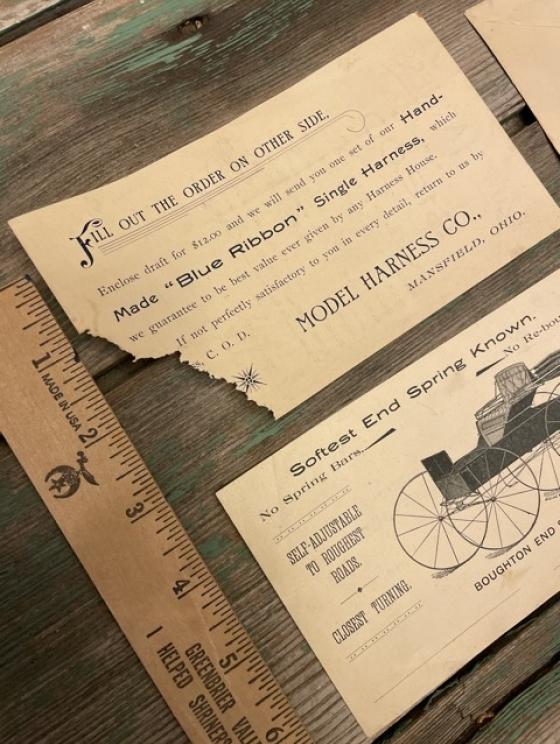 FILL OUT THE ORDER ON OTHER SIDE,
Enclose draft for $12.00 and we will send you one set of our Hand-
Made "Blue Ribbon" Single Harness, which
we guarantee to be best value ever given by any Harness House.
If not perfectly satisfactory to you in every detail, return to us by
s, C. O. D.
MODEL HARNESS CO.,
MANSFIELD, OHIO.
Softest End Spring Known.
No Spring Bars.
No Re-bou
SELF-ADJUSTABLE
TO ROUGHEST
ROADS.
CLOSEST TURNING.
BOUGHTON END
1 2 3 4 5 6
MADE IN USA
I HELPED
GREENBRIER VAL
SHRINERS